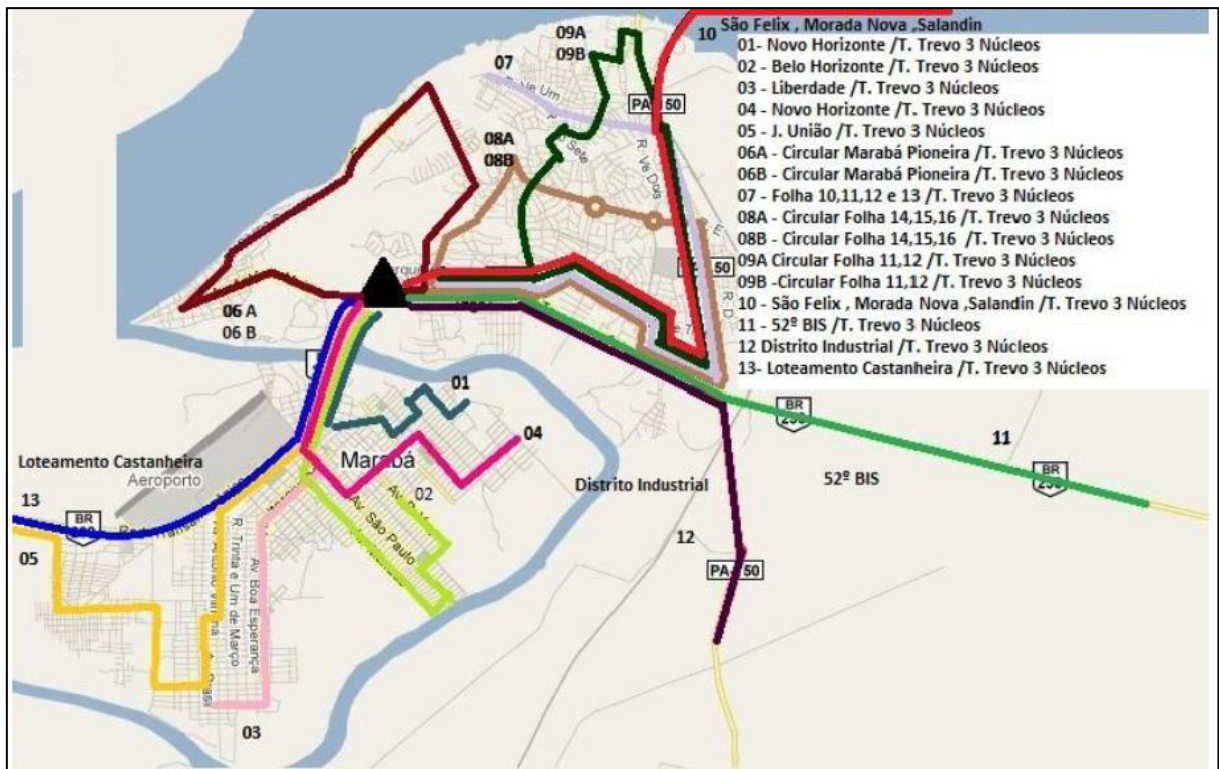 São Felix , Morada Nova ,Salandin
01- Novo Horizonte /T. Trevo 3 Núcleos
02 - Belo Horizonte /T. Trevo 3 Núcleos
03 - Liberdade /T. Trevo 3 Núcleos
04 - Novo Horizonte /T. Trevo 3 Núcleos
05 - J. União /T. Trevo 3 Núcleos
06A - Circular Marabá Pioneira /T. Trevo 3 Núcleos
06B - Circular Marabá Pioneira /T. Trevo 3 Núcleos
07 - Folha 10,11,12 e 13 /T. Trevo 3 Núcleos
08A - Circular Folha 14,15,16 /T. Trevo 3 Núcleos
08B - Circular Folha 14,15,16 /T. Trevo 3 Núcleos
09A Circular Folha 11,12 /T. Trevo 3 Núcleos
09B -Circular Folha 11,12 /T. Trevo 3 Núcleos
10 - São Felix , Morada Nova ,Salandin /T. Trevo 3 Núcleos
11 - 52º BIS /T. Trevo 3 Núcleos
12 Distrito Industrial /T. Trevo 3 Núcleos
13- Loteamento Castanheira /T. Trevo 3 Núcleos
09A
09B
10
07
08A
08B
R. Ve Dois
06 A
06 B
01
04
Marabá
02
Av. São Paulo
Loteamento Castanheira
Aeroporto
13
BR
05
R. Trinta e Um de Março
Av. Boa Esperança
03
Distrito Industrial
12
52º BIS
11
BR
BR